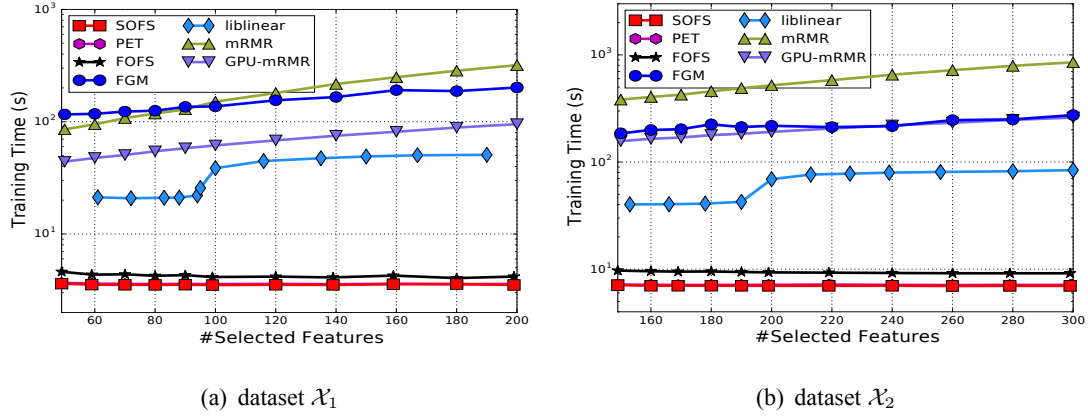 10³
10²
10¹
Training Time (s)
SOFS
PET
FOFS
FGM
liblinear
mRMR
GPU-mRMR
60 80 100 120 140 160 180 200
#Selected Features
(a) dataset 𝒳₁
10³
10²
10¹
Training Time (s)
SOFS
PET
FOFS
FGM
liblinear
mRMR
GPU-mRMR
160 180 200 220 240 260 280 300
#Selected Features
(b) dataset 𝒳₂